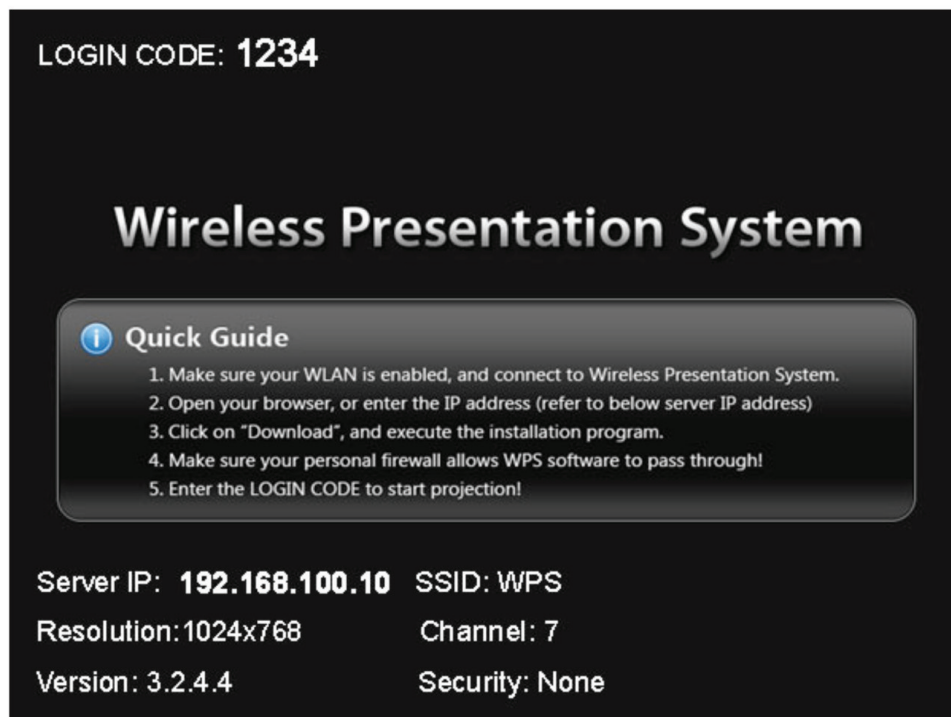 LOGIN CODE: 1234
Wireless Presentation System
Quick Guide
1. Make sure your WLAN is enabled, and connect to Wireless Presentation System.
2. Open your browser, or enter the IP address (refer to below server IP address)
3. Click on "Download", and execute the installation program.
4. Make sure your personal firewall allows WPS software to pass through!
5. Enter the LOGIN CODE to start projection!
Server IP: 192.168.100.10 SSID: WPS
Resolution:1024x768 Channel: 7
Version: 3.2.4.4 Security: None